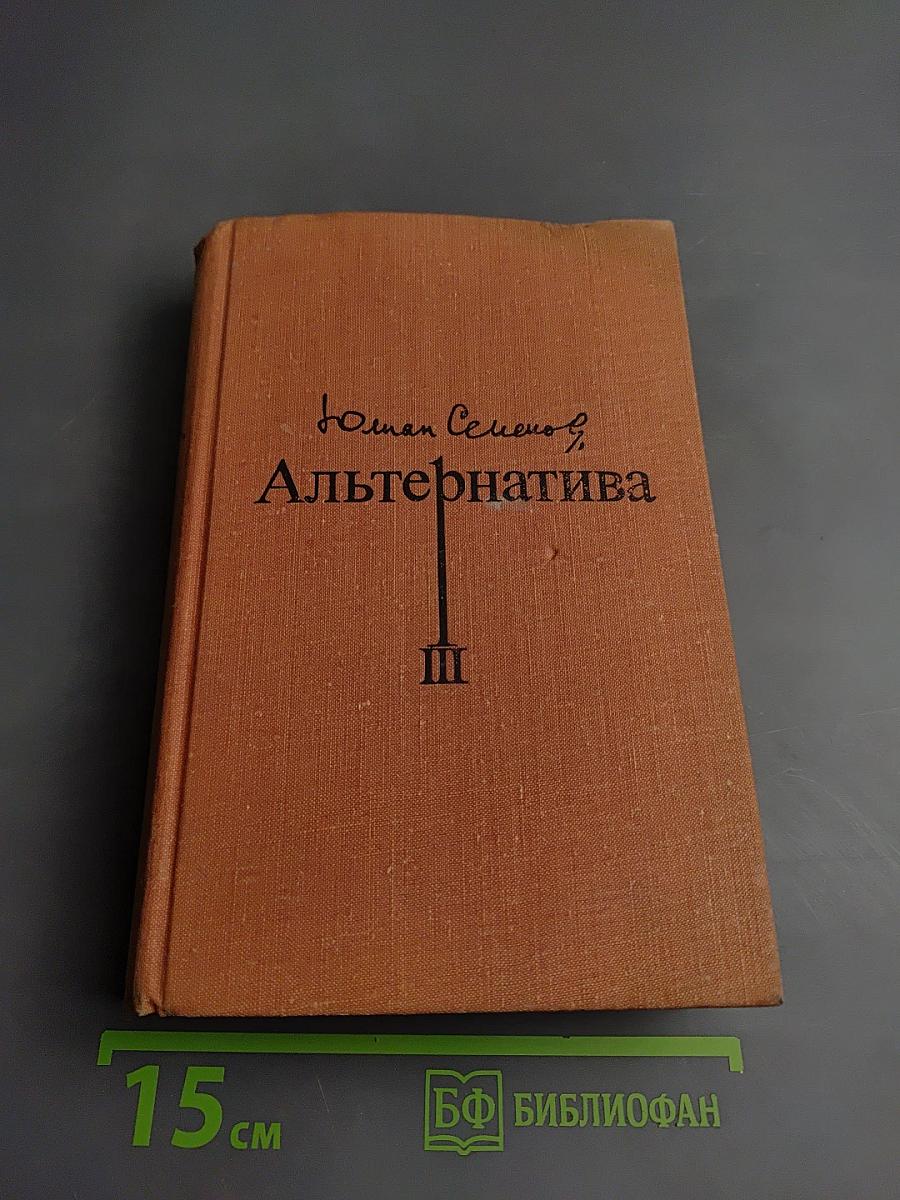 Юлиан Семенов
Альтернатива
III
15 см
БФ БИБЛИОФАН